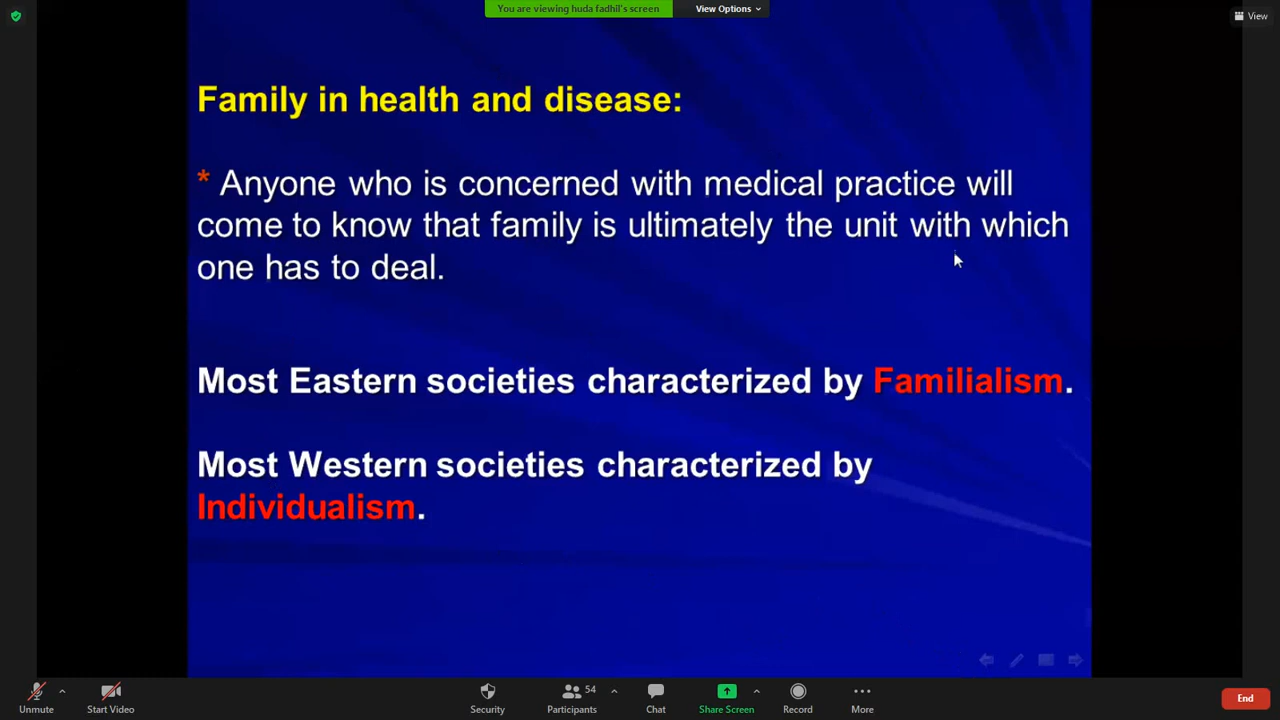 You are viewing huda fadhil's screen
View Options
View
Family in health and disease:
* Anyone who is concerned with medical practice will
come to know that family is ultimately the unit with which
one has to deal.
Most Eastern societies characterized by Familialism.
Most Western societies characterized by
Individualism.
Unmute
Start Video
Security
Participants
54
Chat
Share Screen
Record
More
End